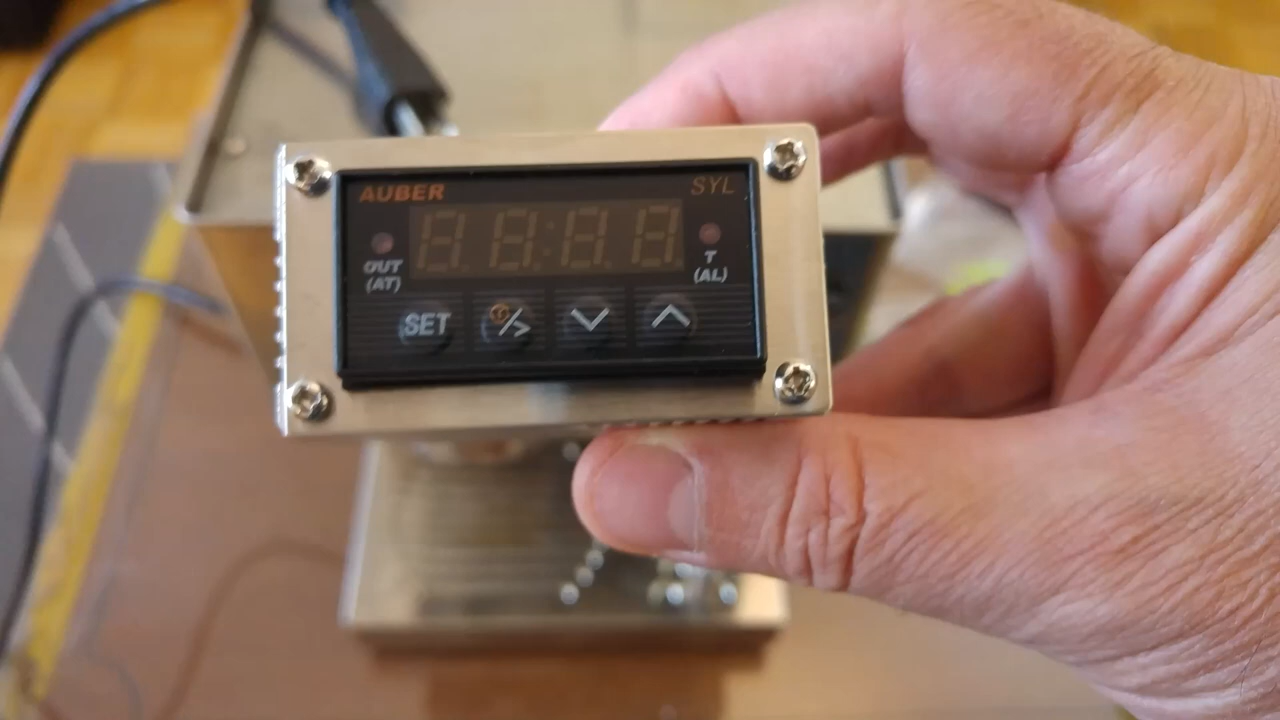 AUBER SYL
OUT
(AT)
T
(AL)
SET